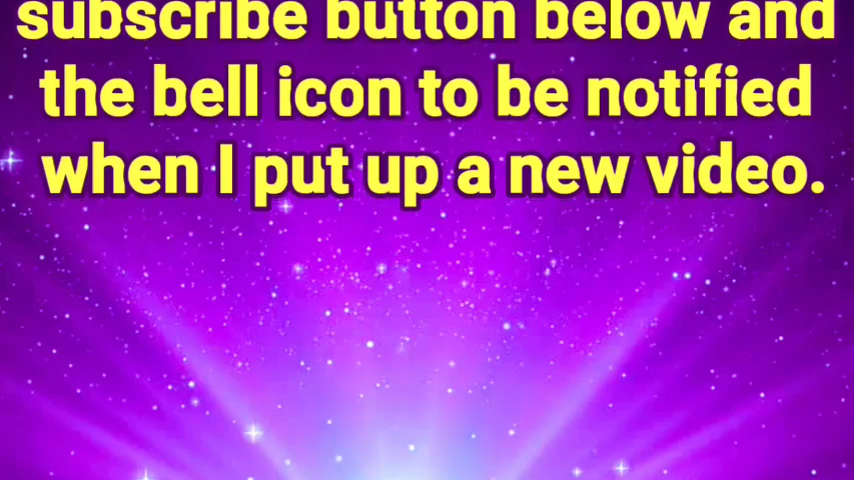 subscribe button below and
the bell icon to be notified
when I put up a new video.